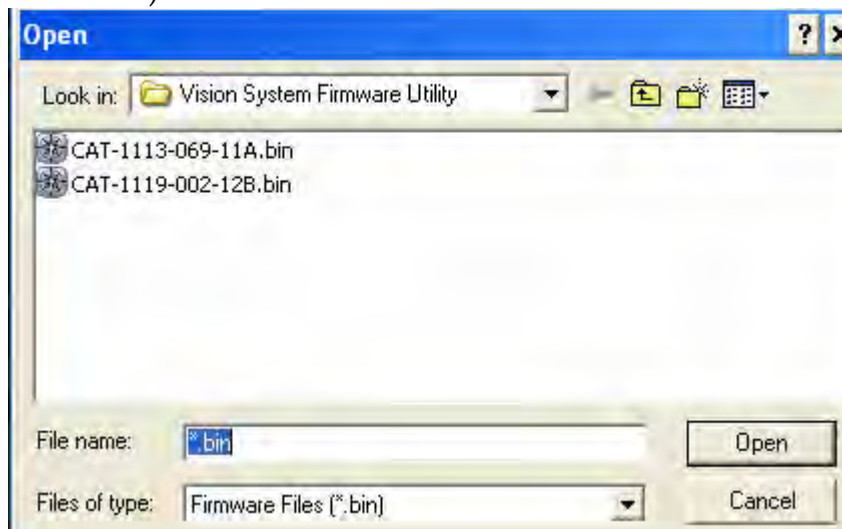 Open
Look in: Vision System Firmware Utility
CAT-1113-069-11A.bin
CAT-1119-002-12B.bin
File name: *.bin Open
Files of type: Firmware Files (*.bin) Cancel